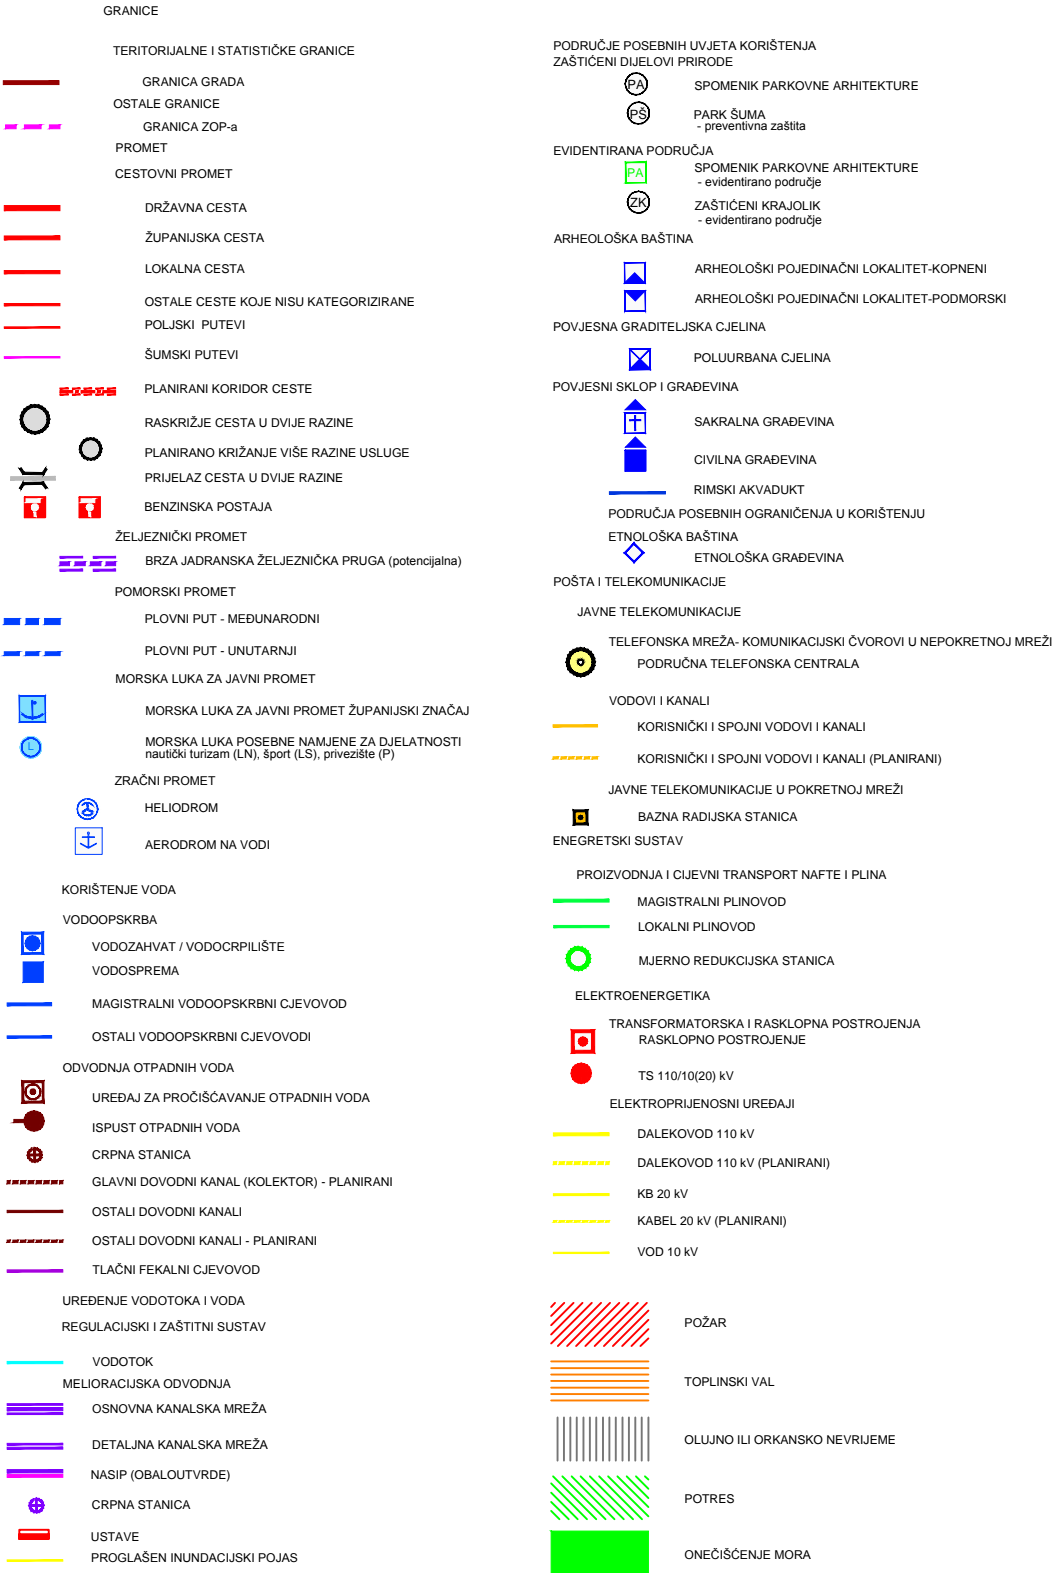 GRANICE
TERITORIJALNE I STATISTIČKE GRANICE
GRANICA GRADA
OSTALE GRANICE
GRANICA ZOP-a
PROMET
CESTOVNI PROMET
DRŽAVNA CESTA
ŽUPANIJSKA CESTA
LOKALNA CESTA
OSTALE CESTE KOJE NISU KATEGORIZIRANE
POLJSKI PUTEVI
ŠUMSKI PUTEVI
PLANIRANI KORIDOR CESTE
RASKRIŽJE CESTA U DVIJE RAZINE
PLANIRANO KRIŽANJE VIŠE RAZINE USLUGE
PRIJELAZ CESTA U DVIJE RAZINE
BENZINSKA POSTAJA
ŽELJEZNIČKI PROMET
BRZA JADRANSKA ŽELJEZNIČKA PRUGA (potencijalna)
POMORSKI PROMET
PLOVNI PUT - MEĐUNARODNI
PLOVNI PUT - UNUTARNJI
MORSKA LUKA ZA JAVNI PROMET
MORSKA LUKA ZA JAVNI PROMET ŽUPANIJSKI ZNAČAJ
L MORSKA LUKA POSEBNE NAMJENE ZA DJELATNOSTI
nautički turizam (LN), šport (LS), privezište (P)
ZRAČNI PROMET
HELIODROM
AERODROM NA VODI
KORIŠTENJE VODA
VODOOPSKRBA
VODOZAHVAT / VODOCRPILIŠTE
VODOSPREMA
MAGISTRALNI VODOOPSKRBNI CJEVOVOD
OSTALI VODOOPSKRBNI CJEVOVODI
ODVODNJA OTPADNIH VODA
UREĐAJ ZA PROČIŠĆAVANJE OTPADNIH VODA
ISPUST OTPADNIH VODA
CRPNA STANICA
GLAVNI DOVODNI KANAL (KOLEKTOR) - PLANIRANI
OSTALI DOVODNI KANALI
OSTALI DOVODNI KANALI - PLANIRANI
TLAČNI FEKALNI CJEVOVOD
UREĐENJE VODOTOKA I VODA
REGULACIJSKI I ZAŠTITNI SUSTAV
VODOTOK
MELIORACIJSKA ODVODNJA
OSNOVNA KANALSKA MREŽA
DETALJNA KANALSKA MREŽA
NASIP (OBALOUTVRDE)
CRPNA STANICA
USTAVE
PROGLAŠEN INUNDACIJSKI POJAS
PODRUČJE POSEBNIH UVJETA KORIŠTENJA
ZAŠTIĆENI DIJELOVI PRIRODE
PA SPOMENIK PARKOVNE ARHITEKTURE
PŠ PARK ŠUMA
- preventivna zaštita
EVIDENTIRANA PODRUČJA
PA SPOMENIK PARKOVNE ARHITEKTURE
- evidentirano područje
ZK ZAŠTIĆENI KRAJOLIK
- evidentirano područje
ARHEOLOŠKA BAŠTINA
ARHEOLOŠKI POJEDINAČNI LOKALITET-KOPNENI
ARHEOLOŠKI POJEDINAČNI LOKALITET-PODMORSKI
POVJESNA GRADITELJSKA CJELINA
POLUURBANA CJELINA
POVJESNI SKLOP I GRAĐEVINA
SAKRALNA GRAĐEVINA
CIVILNA GRAĐEVINA
RIMSKI AKVADUKT
PODRUČJA POSEBNIH OGRANIČENJA U KORIŠTENJU
ETNOLOŠKA BAŠTINA
ETNOLOŠKA GRAĐEVINA
POŠTA I TELEKOMUNIKACIJE
JAVNE TELEKOMUNIKACIJE
TELEFONSKA MREŽA- KOMUNIKACIJSKI ČVOROVI U NEPOKRETNOJ MREŽI
PODRUČNA TELEFONSKA CENTRALA
VODOVI I KANALI
KORISNIČKI I SPOJNI VODOVI I KANALI
KORISNIČKI I SPOJNI VODOVI I KANALI (PLANIRANI)
JAVNE TELEKOMUNIKACIJE U POKRETNOJ MREŽI
BAZNA RADIJSKA STANICA
ENEGRETSKI SUSTAV
PROIZVODNJA I CIJEVNI TRANSPORT NAFTE I PLINA
MAGISTRALNI PLINOVOD
LOKALNI PLINOVOD
MJERNO REDUKCIJSKA STANICA
ELEKTROENERGETIKA
TRANSFORMATORSKA I RASKLOPNA POSTROJENJA
RASKLOPNO POSTROJENJE
TS 110/10(20) kV
ELEKTROPRIJENOSNI UREĐAJI
DALEKOVOD 110 kV
DALEKOVOD 110 kV (PLANIRANI)
KB 20 kV
KABEL 20 kV (PLANIRANI)
VOD 10 kV
POŽAR
TOPLINSKI VAL
OLUJNO ILI ORKANSKO NEVRIJEME
POTRES
ONEČIŠĆENJE MORA